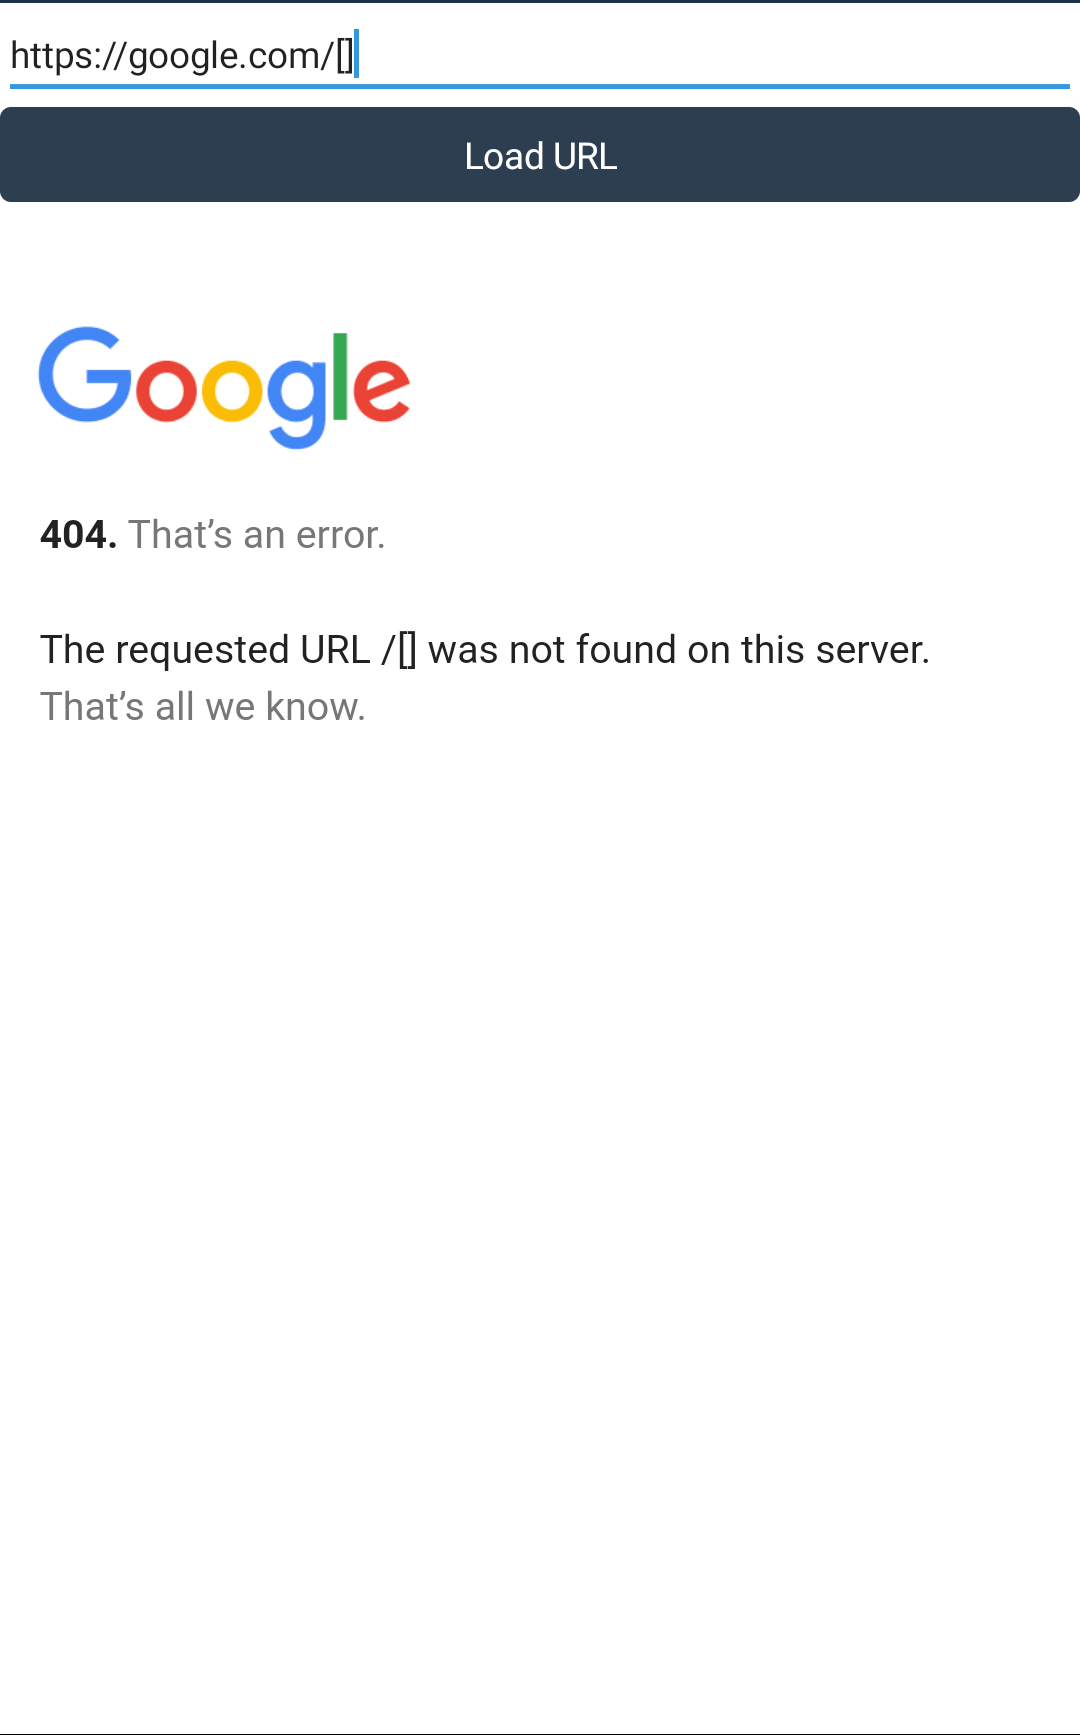 https://google.com/[]
Load URL
Google
404. That’s an error.
The requested URL /[] was not found on this server.
That’s all we know.